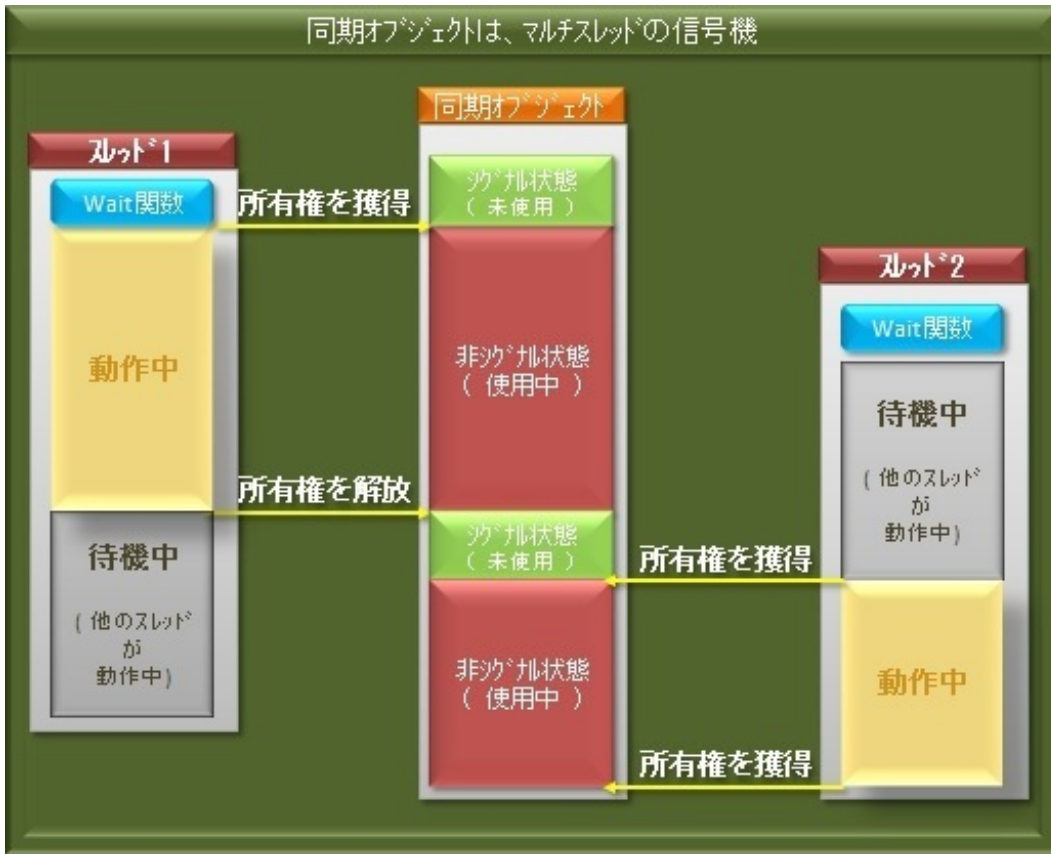 同期オブジェクトは、マルチスレッドの信号機
同期オブジェクト
スレッド1
Wait関数
動作中
待機中
(他のスレッド
が
動作中)
所有権を獲得
所有権を解放
シグナル状態
( 未使用 )
非シグナル状態
( 使用中 )
シグナル状態
( 未使用 )
非シグナル状態
( 使用中 )
所有権を獲得
所有権を獲得
スレッド2
Wait関数
待機中
(他のスレッド
が
動作中)
動作中